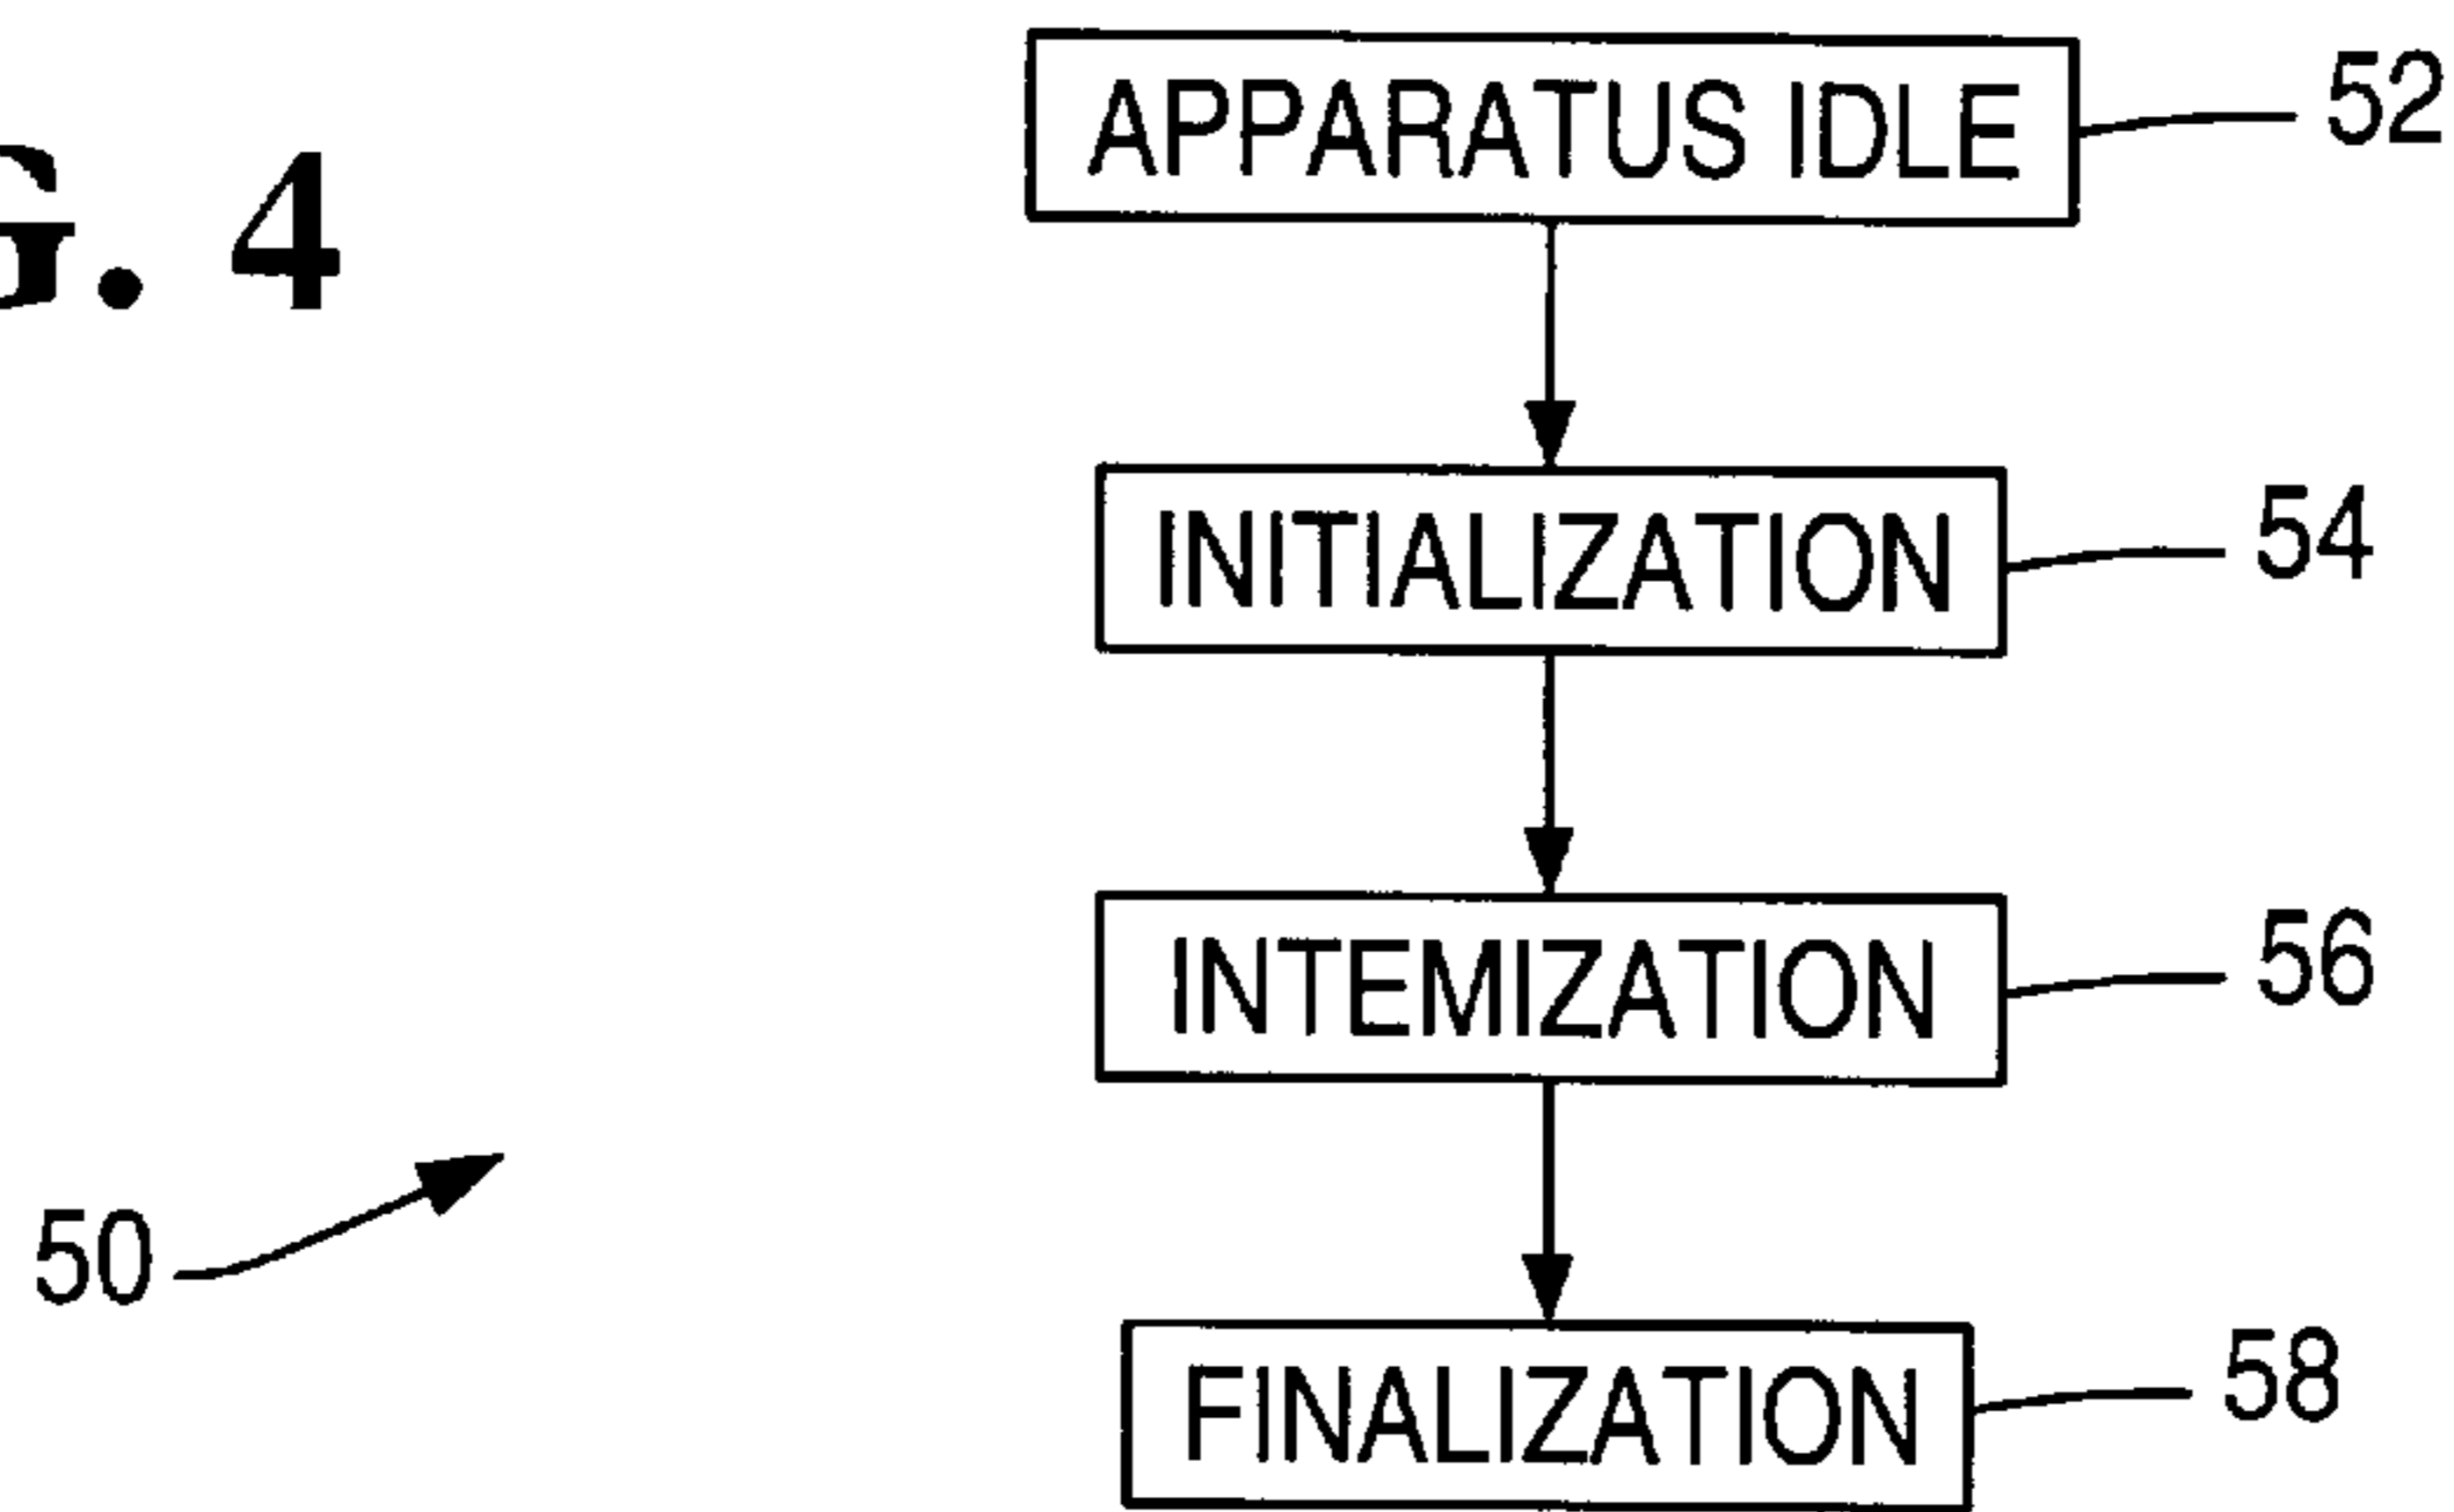 G. 4
APPARATUS IDLE 52
INITIALIZATION 54
INTEMIZATION 56
50
FINALIZATION 58